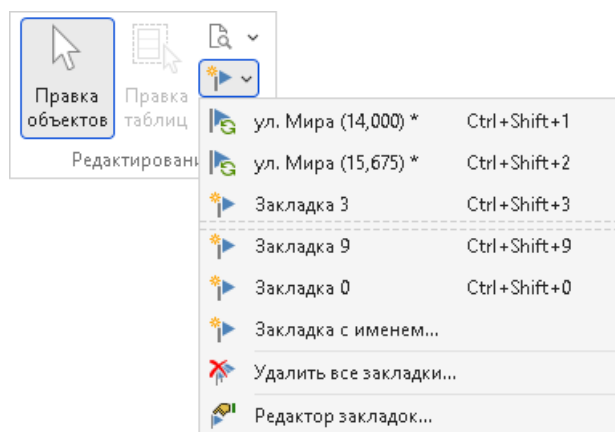 Правка
объектов
Правка
таблиц
Редактировани
ул. Мира (14,000) * Ctrl+Shift+1
ул. Мира (15,675) * Ctrl+Shift+2
Закладка 3 Ctrl+Shift+3
Закладка 9 Ctrl+Shift+9
Закладка 0 Ctrl+Shift+0
Закладка с именем...
Удалить все закладки...
Редактор закладок...